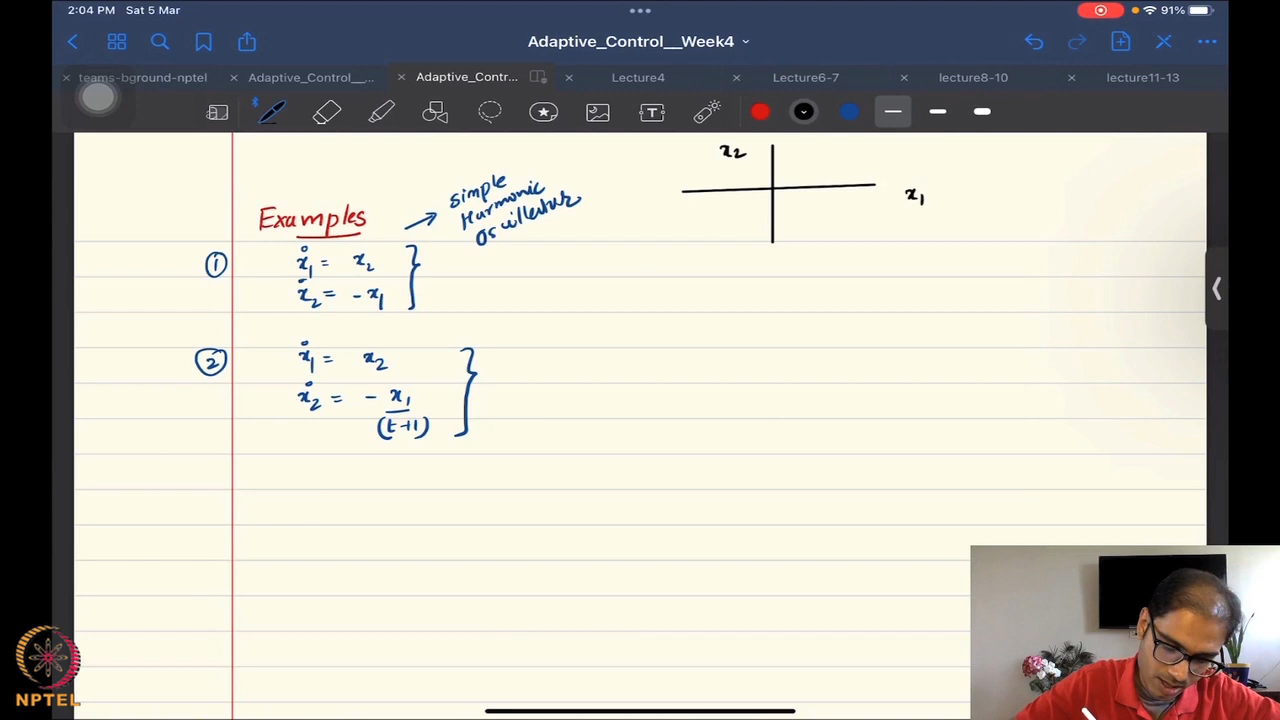 2:04 PM Sat 5 Mar
91%
Adaptive_Control__Week4
teams-bground-nptel
Adaptive_Control__...
Adaptive_Contr...
Lecture4
Lecture6-7
lecture8-10
lecture11-13
x₂
x₁
simple
Harmonic
Oscillator
Examples
① ẋ₁ = x₂
ẋ₂ = -x₁
② ẋ₁ = x₂
ẋ₂ = - x₁
(t+1)
NPTEL